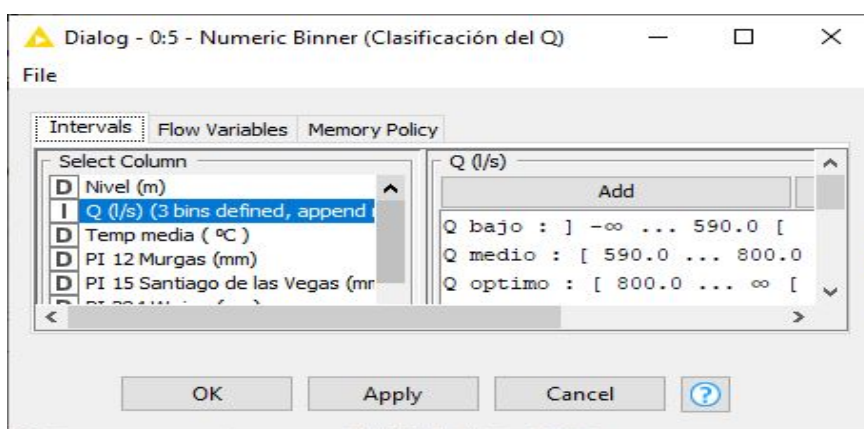 Dialog - 0:5 - Numeric Binner (Clasificación del Q)
File
Intervals Flow Variables Memory Policy
Select Column
D Nivel (m)
I Q (l/s) (3 bins defined, append
D Temp media ( ºC )
D PI 12 Murgas (mm)
D PI 15 Santiago de las Vegas (mm
Q (l/s)
Add
Q bajo : ] -∞ ... 590.0 [
Q medio : [ 590.0 ... 800.0
Q optimo : [ 800.0 ... ∞ [
OK Apply Cancel ?